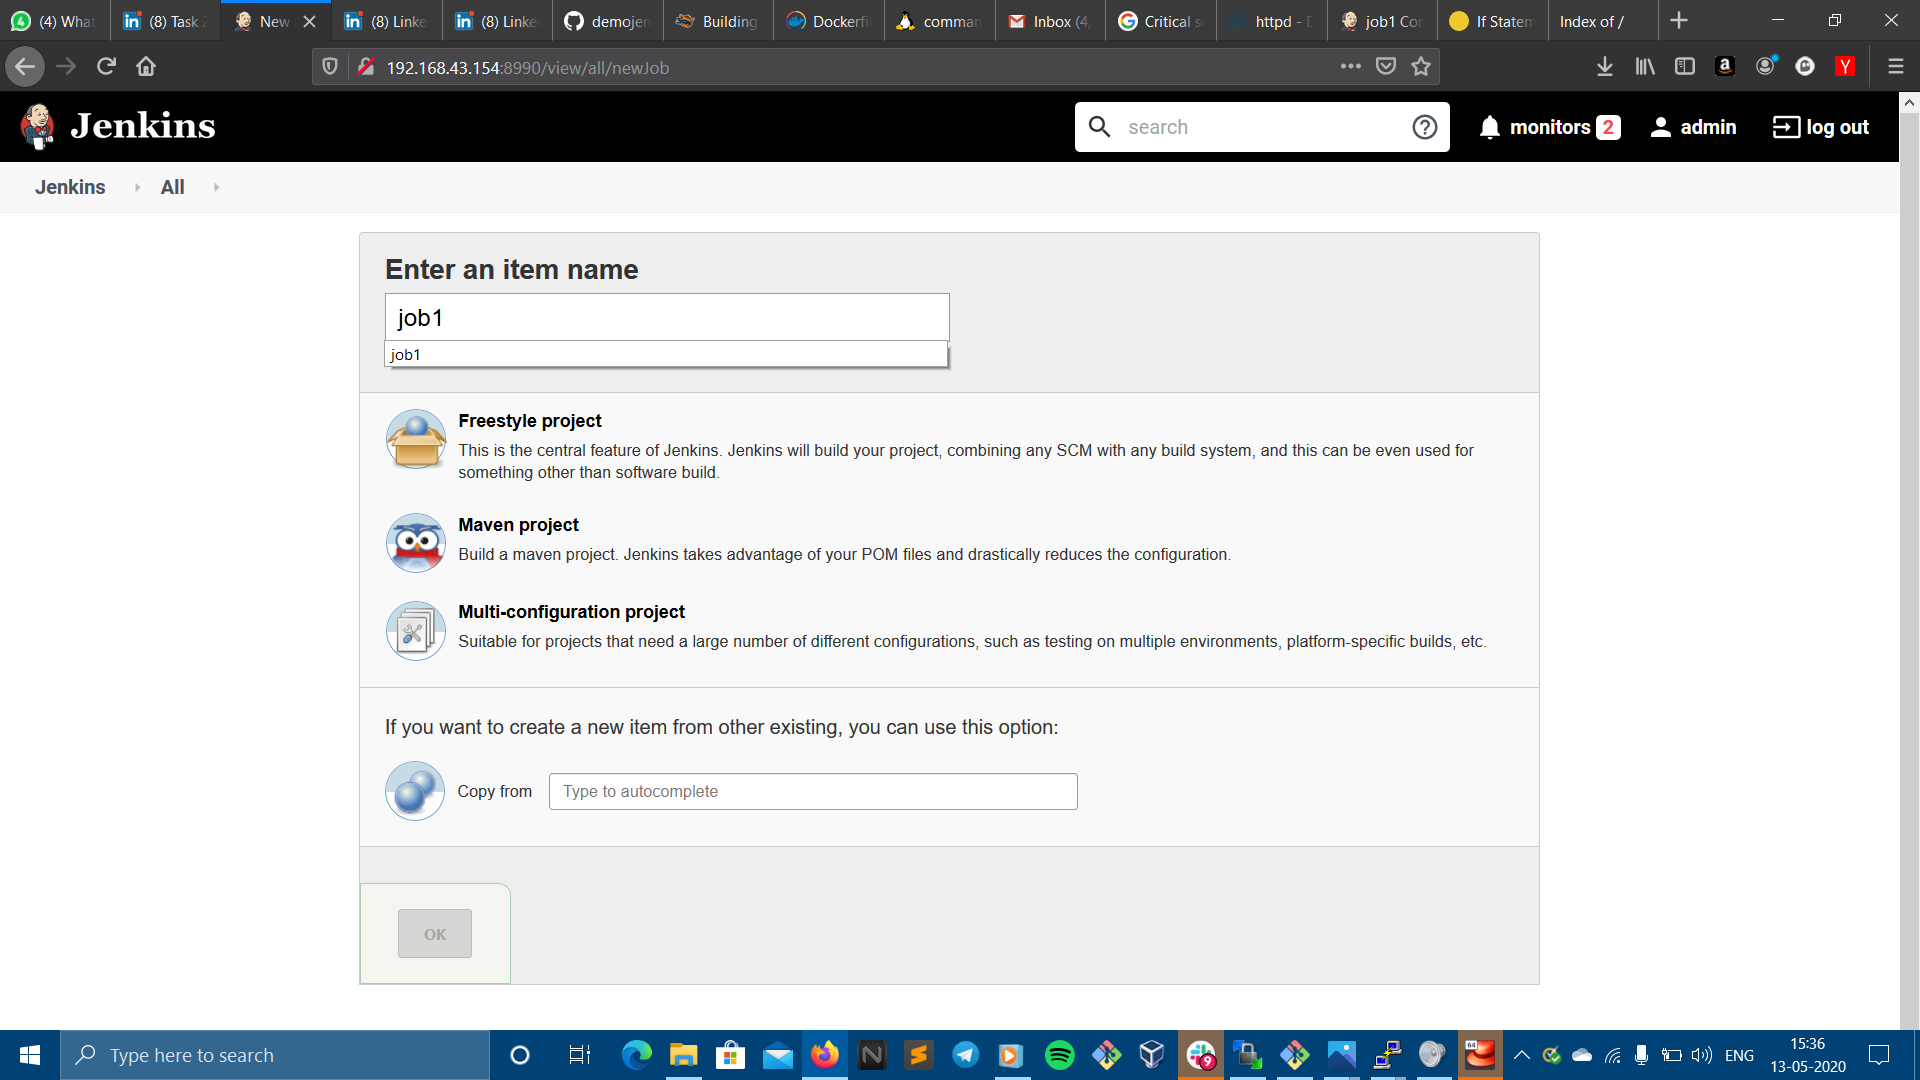 (4) What
(8) Task 2
New
(8) Linke
(8) Linke
demojen
Building
Dockerfi
comman
Inbox (4,
Critical s
httpd - D
job1 Con
If Statem
Index of /
192.168.43.154:8990/view/all/newJob
Jenkins
search
monitors 2
admin
log out
Jenkins
All
Enter an item name
job1
job1
Freestyle project
This is the central feature of Jenkins. Jenkins will build your project, combining any SCM with any build system, and this can be even used for
something other than software build.
Maven project
Build a maven project. Jenkins takes advantage of your POM files and drastically reduces the configuration.
Multi-configuration project
Suitable for projects that need a large number of different configurations, such as testing on multiple environments, platform-specific builds, etc.
If you want to create a new item from other existing, you can use this option:
Copy from
Type to autocomplete
OK
Type here to search
9
64
ENG
15:36
13-05-2020